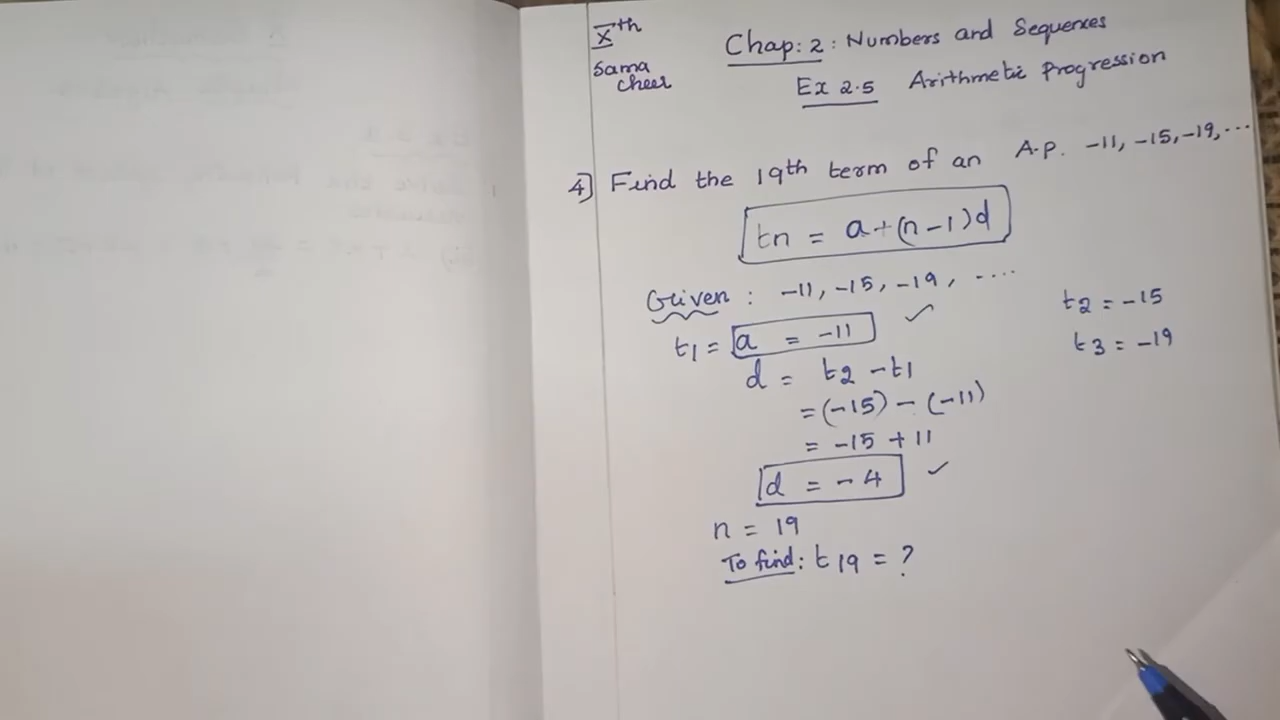 Xth
Sama
cheer
Chap: 2: Numbers and Sequences
Ex 2.5 Arithmetic Progression
4] Find the 19th term of an A.P. -11, -15, -19, ...
tn = a+(n-1)d
Given : -11, -15, -19, ....
t1 = a = -11 ✓
d = t2 - t1
= (-15) - (-11)
= -15 + 11
d = -4 ✓
n = 19
To find: t19 = ?
t2 = -15
t3 = -19